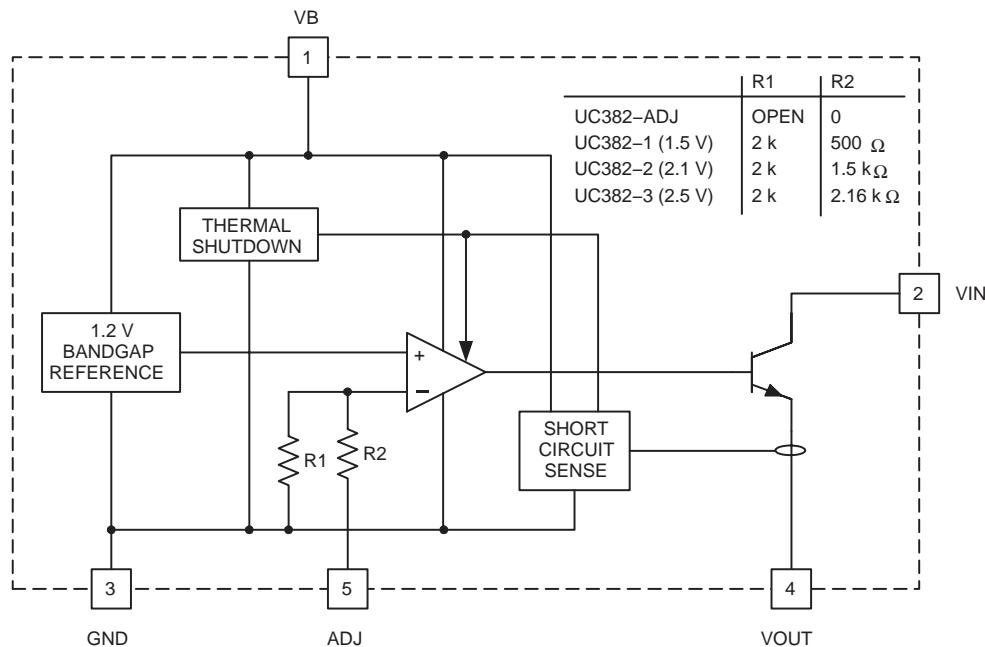 VB
1
R1 R2
UC382–ADJ OPEN 0
UC382–1 (1.5 V) 2 k 500 Ω
UC382–2 (2.1 V) 2 k 1.5 kΩ
UC382–3 (2.5 V) 2 k 2.16 kΩ
THERMAL
SHUTDOWN
2 VIN
1.2 V
BANDGAP
REFERENCE
+
–
R1
R2
SHORT
CIRCUIT
SENSE
3
5
4
GND
ADJ
VOUT